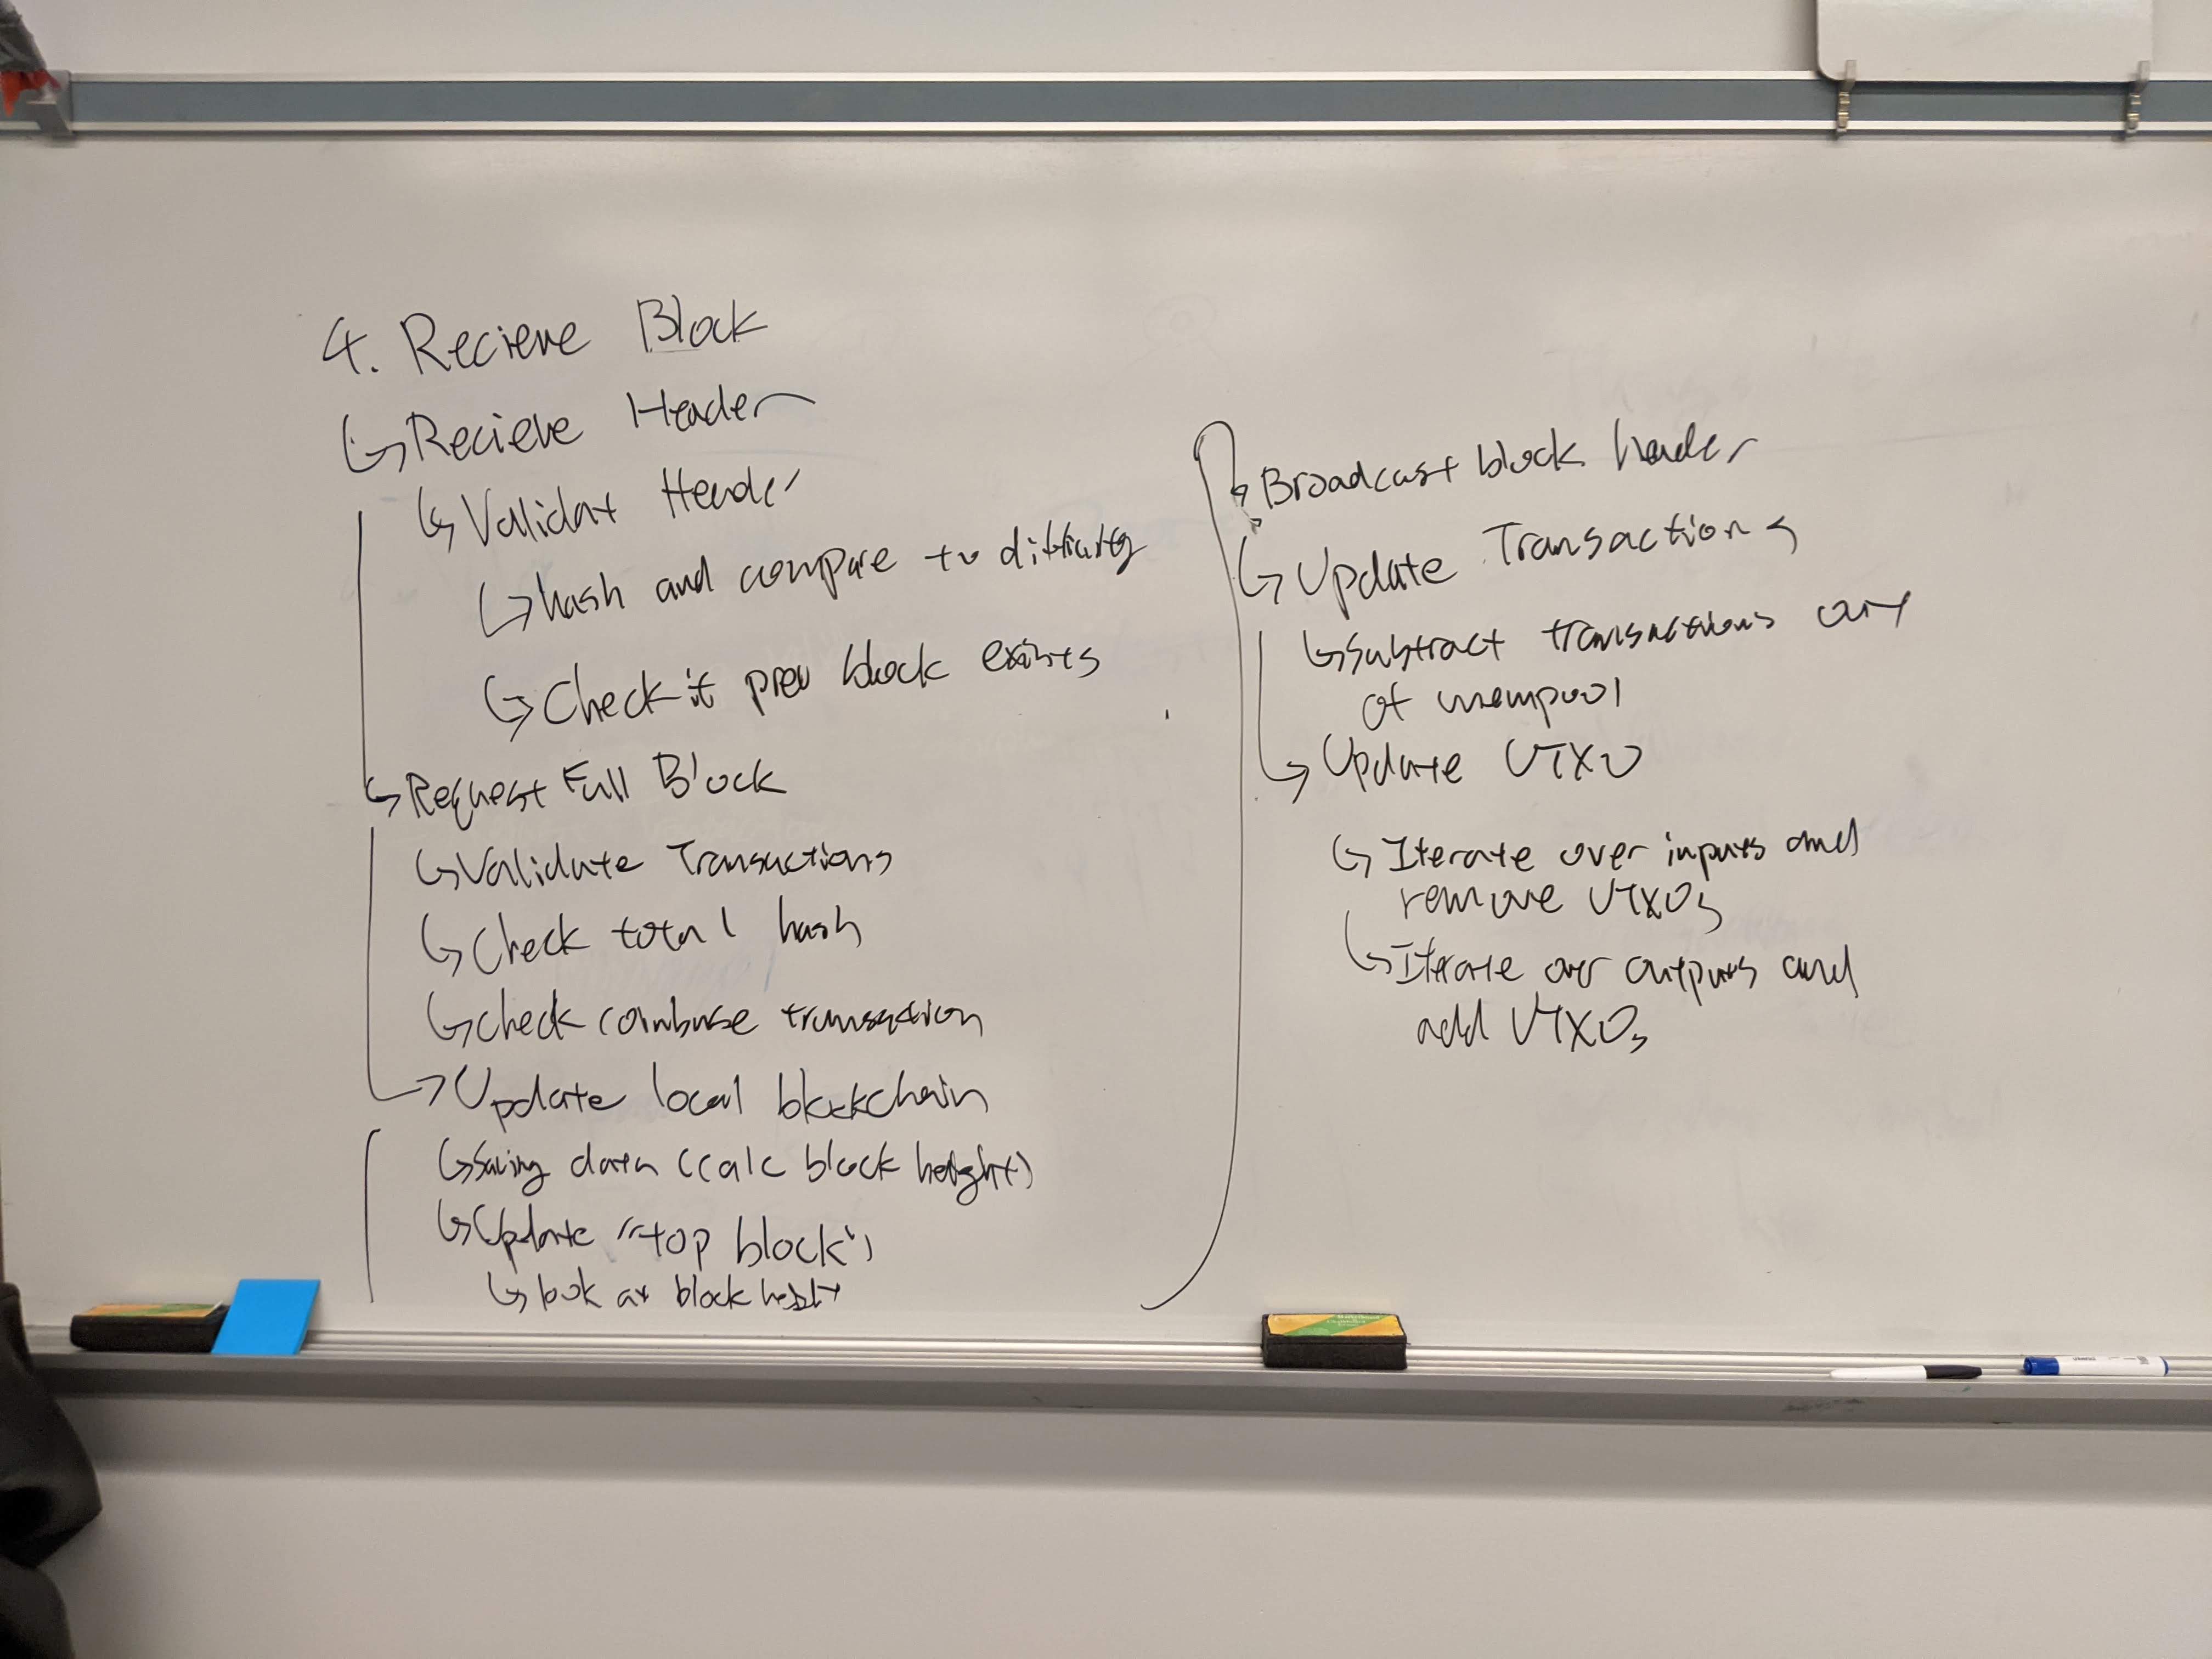 4. Recieve Block
Recieve Header
Validat Header
hash and compare to difficulty
Check if prev block exists
Request Full Block
Validate Transactions
Check total hash
check coinbase transaction
Update local blockchain
Saving data (calc block height)
Update "top block"
look at block height
Broadcast block header
Update Transactions
Subtract transactions out
of mempool
Update UTXO
Iterate over inputs and
remove UTXOs
Iterate over outputs and
add UTXOs